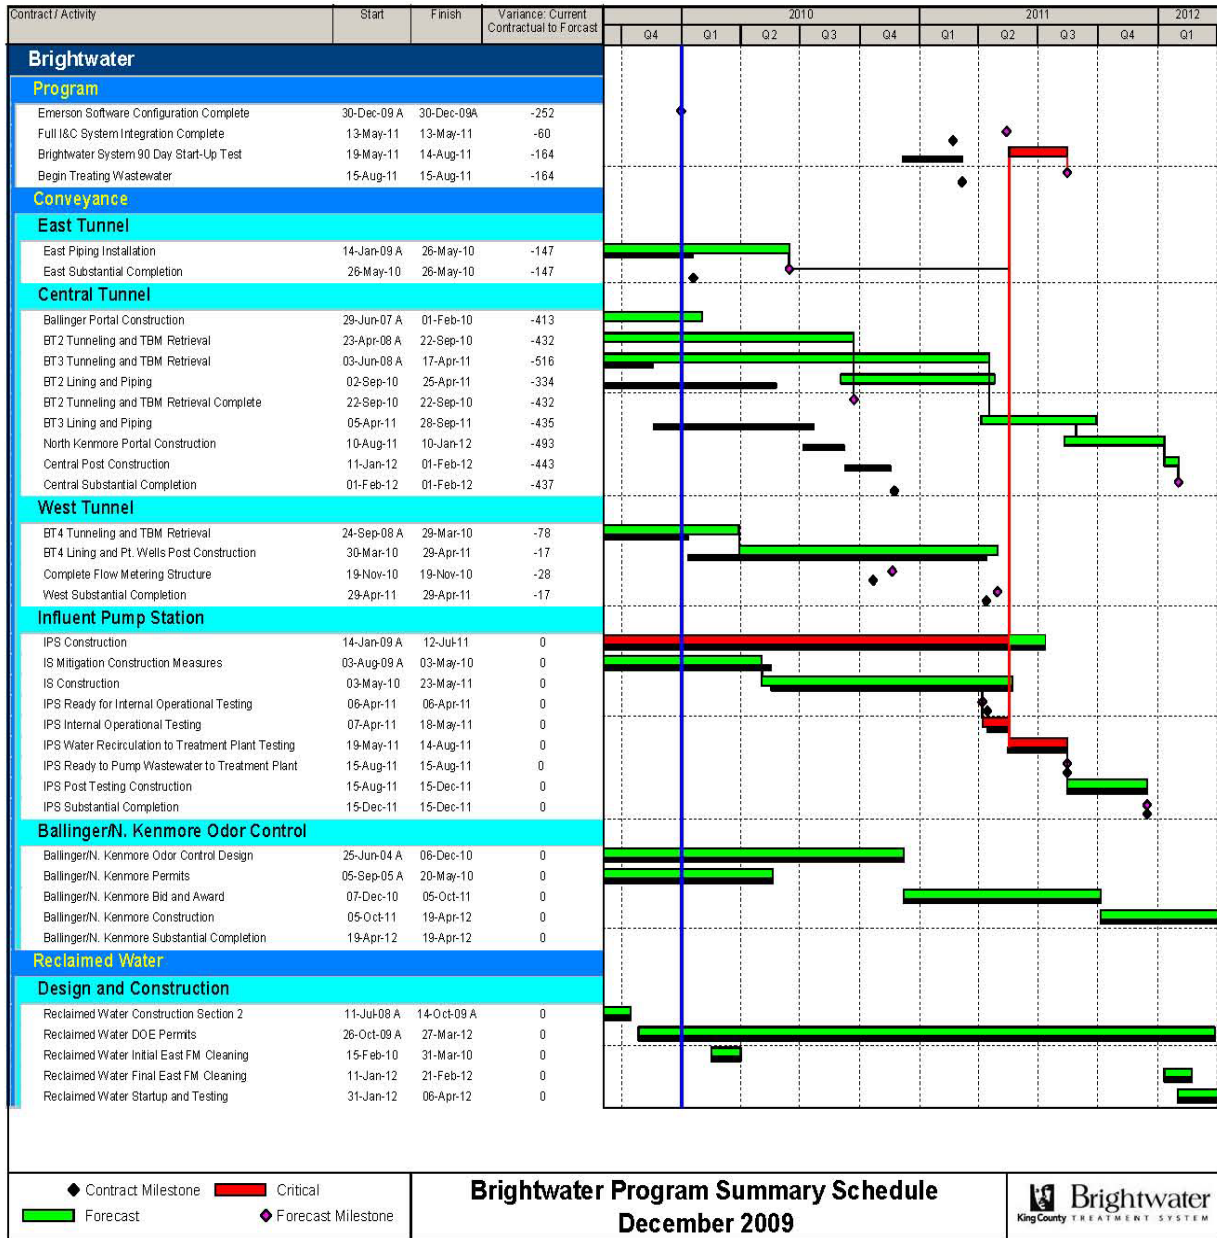 Contract / Activity Start Finish Variance: Current Contractual to Forcast 2010 2011 2012
Q4 Q1 Q2 Q3 Q4 Q1 Q2 Q3 Q4 Q1
Brightwater
Program
Emerson Software Configuration Complete 30-Dec-09 A 30-Dec-09A -252
Full I&C System Integration Complete 13-May-11 13-May-11 -60
Brightwater System 90 Day Start-Up Test 19-May-11 14-Aug-11 -164
Begin Treating Wastewater 15-Aug-11 15-Aug-11 -164
Conveyance
East Tunnel
East Piping Installation 14-Jan-09 A 26-May-10 -147
East Substantial Completion 26-May-10 26-May-10 -147
Central Tunnel
Ballinger Portal Construction 29-Jun-07 A 01-Feb-10 -413
BT2 Tunneling and TBM Retrieval 23-Apr-08 A 22-Sep-10 -432
BT3 Tunneling and TBM Retrieval 03-Jun-08 A 17-Apr-11 -516
BT2 Lining and Piping 02-Sep-10 25-Apr-11 -334
BT2 Tunneling and TBM Retrieval Complete 22-Sep-10 22-Sep-10 -432
BT3 Lining and Piping 05-Apr-11 28-Sep-11 -435
North Kenmore Portal Construction 10-Aug-11 10-Jan-12 -493
Central Post Construction 11-Jan-12 01-Feb-12 -443
Central Substantial Completion 01-Feb-12 01-Feb-12 -437
West Tunnel
BT4 Tunneling and TBM Retrieval 24-Sep-08 A 29-Mar-10 -78
BT4 Lining and Pt. Wells Post Construction 30-Mar-10 29-Apr-11 -17
Complete Flow Metering Structure 19-Nov-10 19-Nov-10 -28
West Substantial Completion 29-Apr-11 29-Apr-11 -17
Influent Pump Station
IPS Construction 14-Jan-09 A 12-Jul-11 0
IS Mitigation Construction Measures 03-Aug-09 A 03-May-10 0
IS Construction 03-May-10 23-May-11 0
IPS Ready for Internal Operational Testing 06-Apr-11 06-Apr-11 0
IPS Internal Operational Testing 07-Apr-11 18-May-11 0
IPS Water Recirculation to Treatment Plant Testing 19-May-11 14-Aug-11 0
IPS Ready to Pump Wastewater to Treatment Plant 15-Aug-11 15-Aug-11 0
IPS Post Testing Construction 15-Aug-11 15-Dec-11 0
IPS Substantial Completion 15-Dec-11 15-Dec-11 0
Ballinger/N. Kenmore Odor Control
Ballinger/N. Kenmore Odor Control Design 25-Jun-04 A 06-Dec-10 0
Ballinger/N. Kenmore Permits 05-Sep-05 A 20-May-10 0
Ballinger/N. Kenmore Bid and Award 07-Dec-10 05-Oct-11 0
Ballinger/N. Kenmore Construction 05-Oct-11 19-Apr-12 0
Ballinger/N. Kenmore Substantial Completion 19-Apr-12 19-Apr-12 0
Reclaimed Water
Design and Construction
Reclaimed Water Construction Section 2 11-Jul-08 A 14-Oct-09 A 0
Reclaimed Water DOE Permits 26-Oct-09 A 27-Mar-12 0
Reclaimed Water Initial East FM Cleaning 15-Feb-10 31-Mar-10 0
Reclaimed Water Final East FM Cleaning 11-Jan-12 21-Feb-12 0
Reclaimed Water Startup and Testing 31-Jan-12 06-Apr-12 0
Contract Milestone Critical
Forecast Forecast Milestone
Brightwater Program Summary Schedule
December 2009
King County Brightwater
TREATMENT SYSTEM